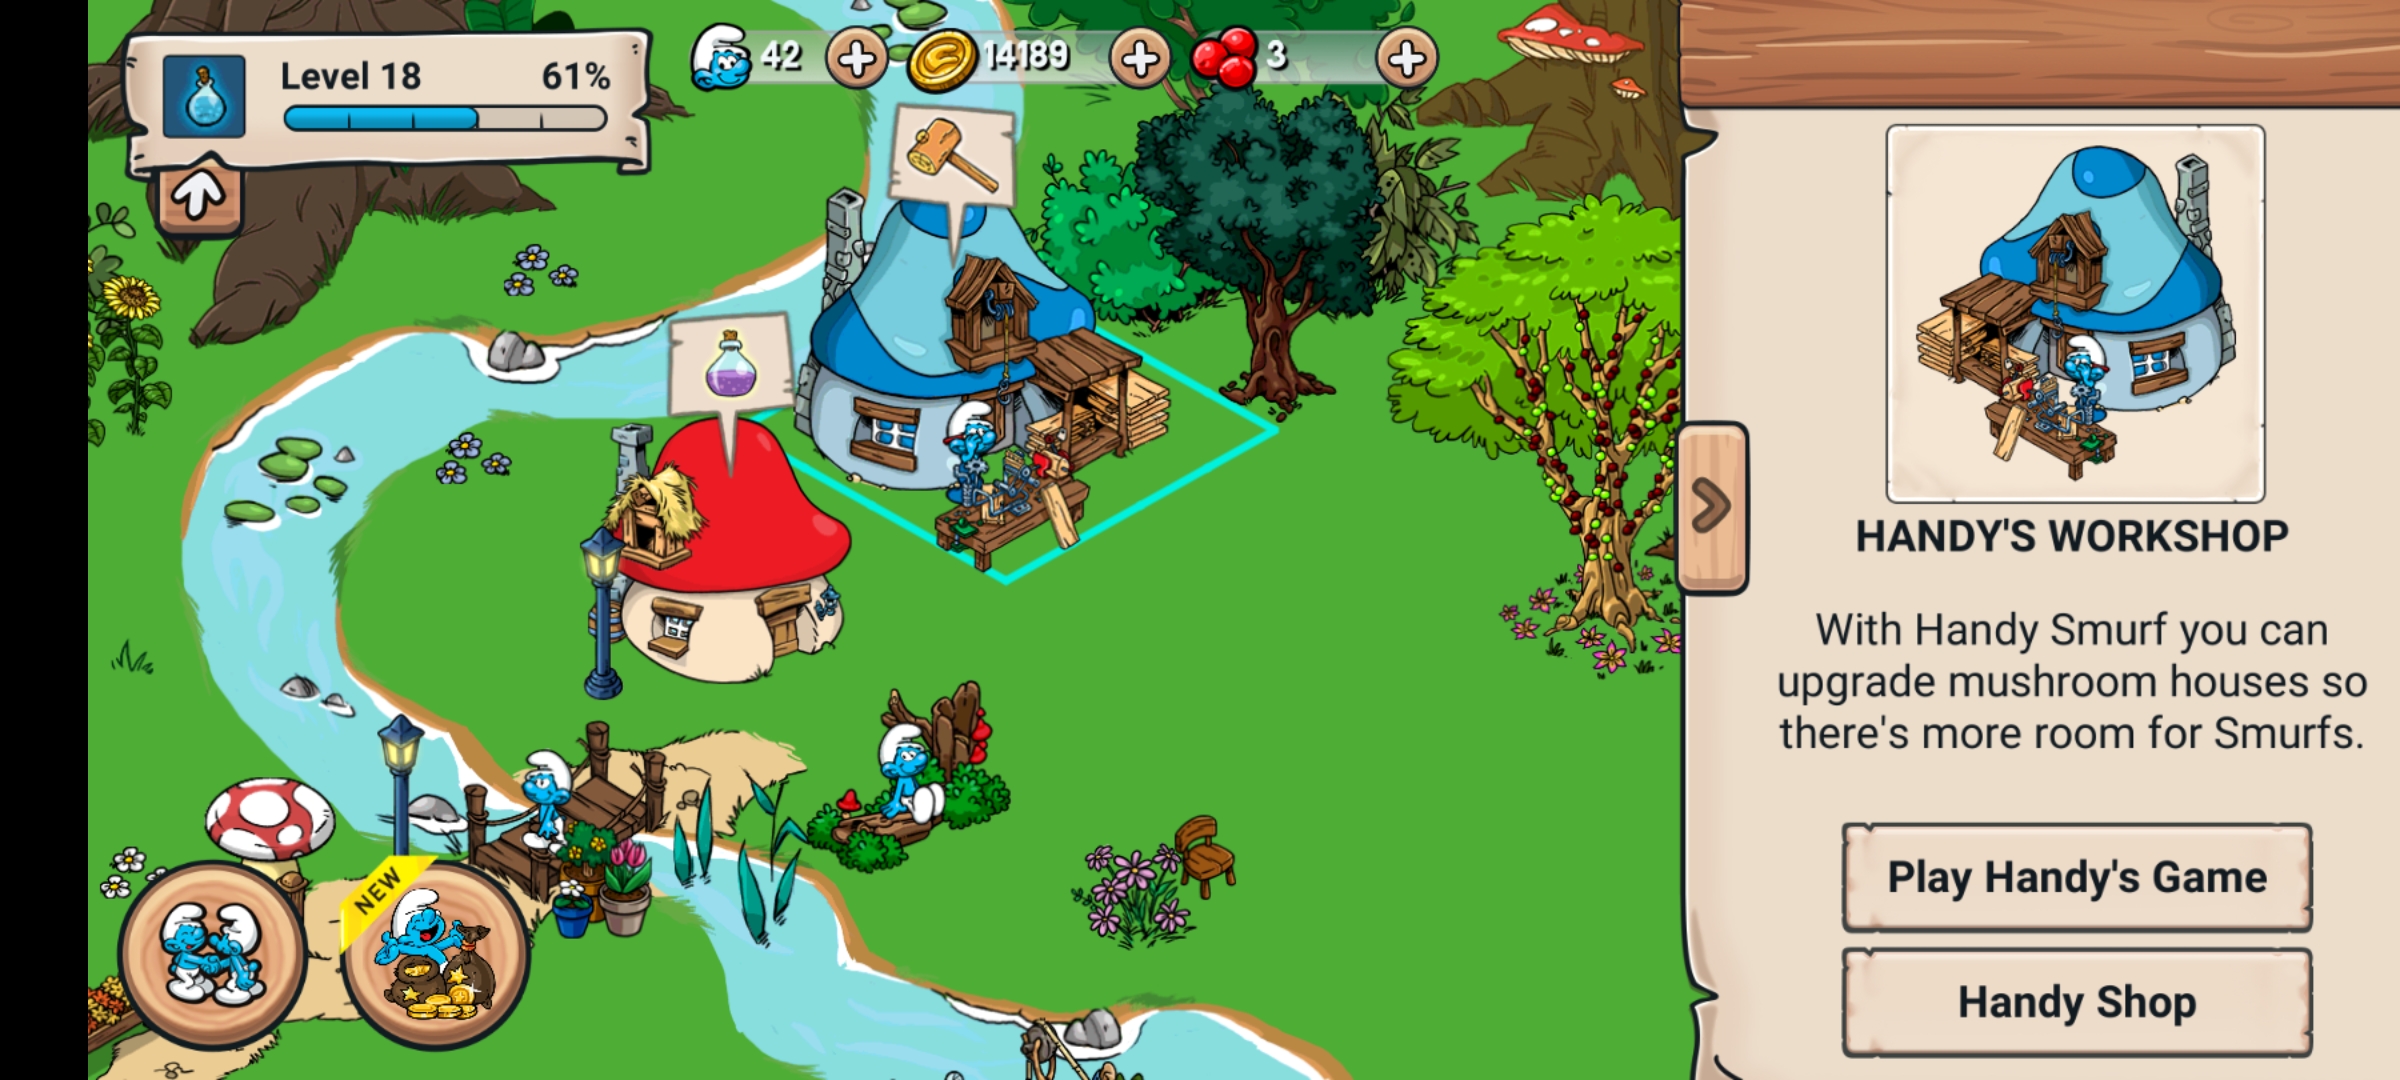 Level 18 61%
42
14189
3
HANDY'S WORKSHOP
With Handy Smurf you can
upgrade mushroom houses so
there's more room for Smurfs.
Play Handy's Game
Handy Shop
NEW